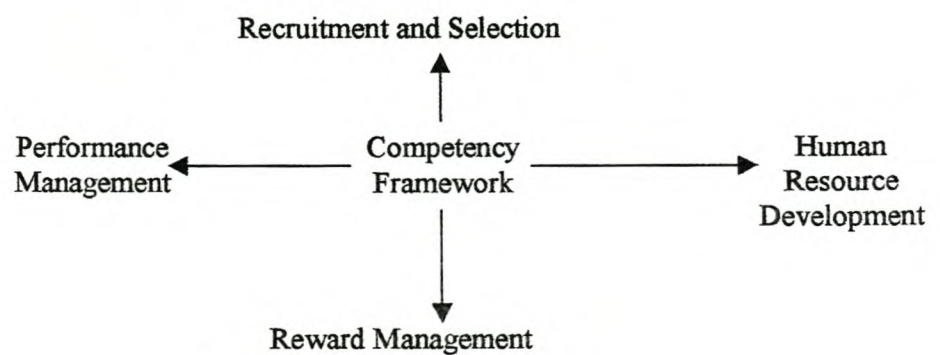 Recruitment and Selection
Performance
Management
Competency
Framework
Human
Resource
Development
Reward Management